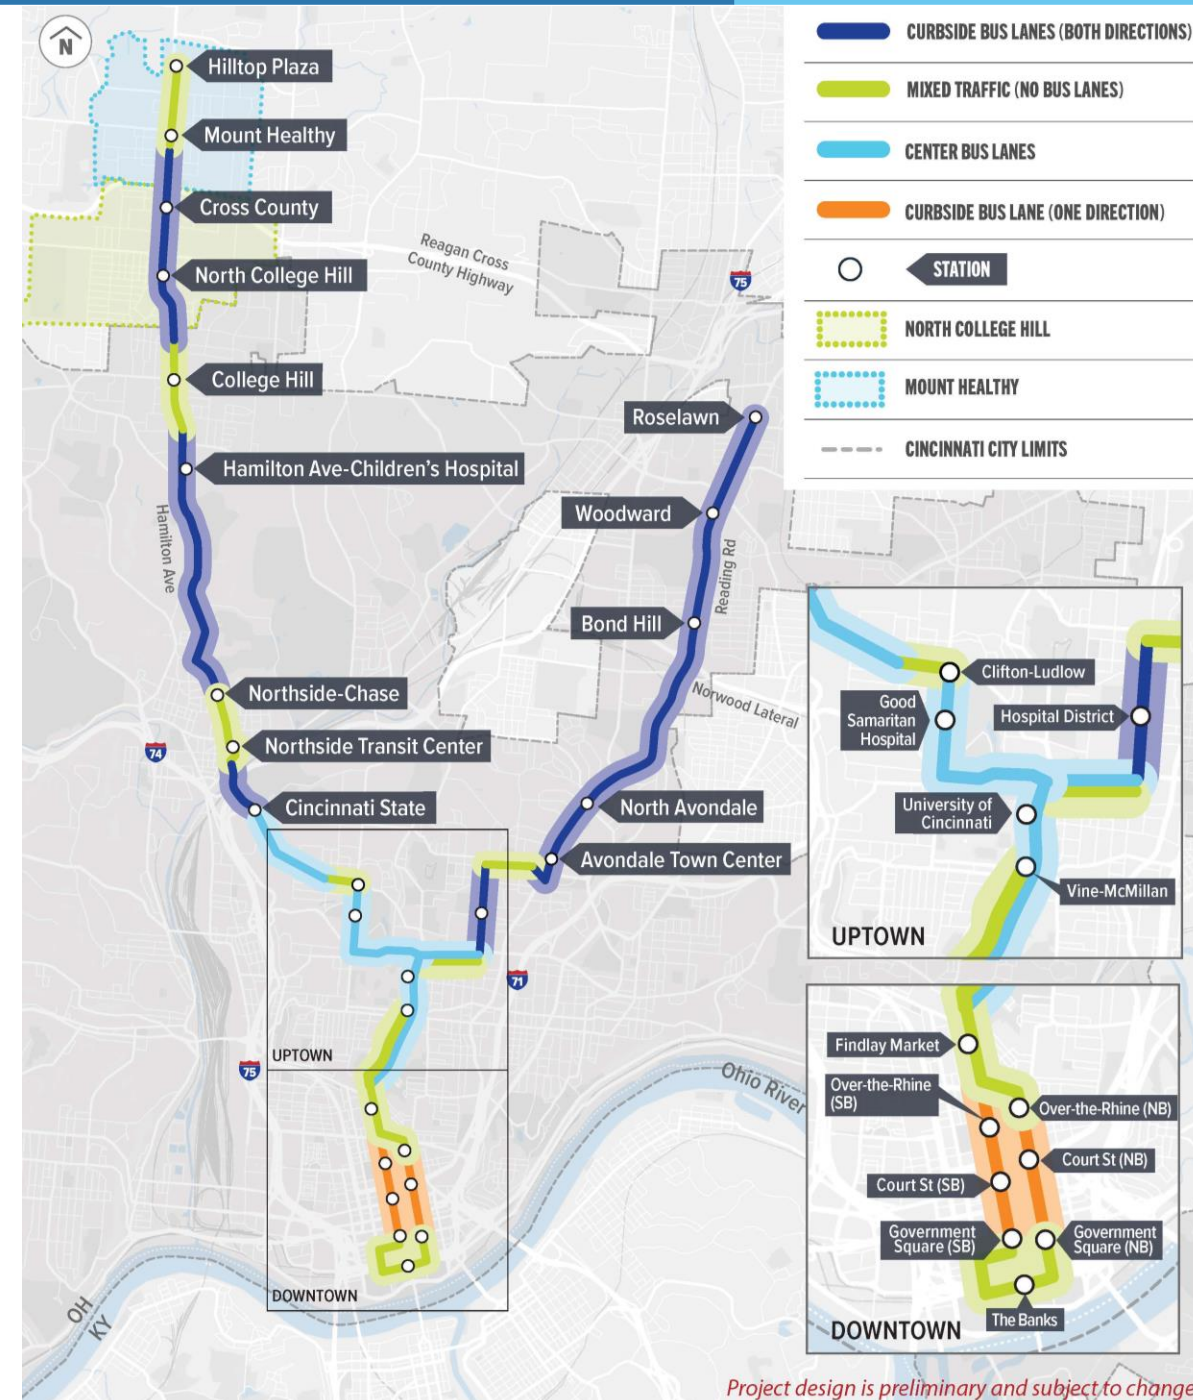 N
Hilltop Plaza
Mount Healthy
Cross County
North College Hill
College Hill
Hamilton Ave-Children's Hospital
Hamilton Ave
Northside-Chase
Northside Transit Center
74
Cincinnati State
Reagan Cross
County Highway
75
Roselawn
Woodward
Reading Rd
Bond Hill
Norwood Lateral
North Avondale
Avondale Town Center
71
UPTOWN
75
Ohio River
DOWNTOWN
OH
KY
CURBSIDE BUS LANES (BOTH DIRECTIONS)
MIXED TRAFFIC (NO BUS LANES)
CENTER BUS LANES
CURBSIDE BUS LANE (ONE DIRECTION)
STATION
NORTH COLLEGE HILL
MOUNT HEALTHY
CINCINNATI CITY LIMITS
Clifton-Ludlow
Good
Samaritan
Hospital
Hospital District
University of
Cincinnati
Vine-McMillan
UPTOWN
Findlay Market
Over-the-Rhine
(SB)
Over-the-Rhine (NB)
Court St (NB)
Court St (SB)
Government
Square (SB)
Government
Square (NB)
The Banks
DOWNTOWN
Project design is preliminary and subject to change